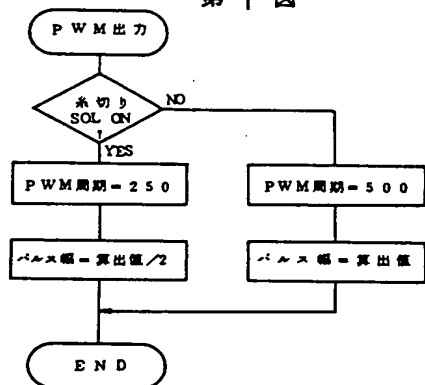 第十図
PWM出力
糸切り
SOL ON
?
NO
YES
PWM周期=250
PWM周期=500
パルス幅=算出値/2
パルス幅=算出値
END